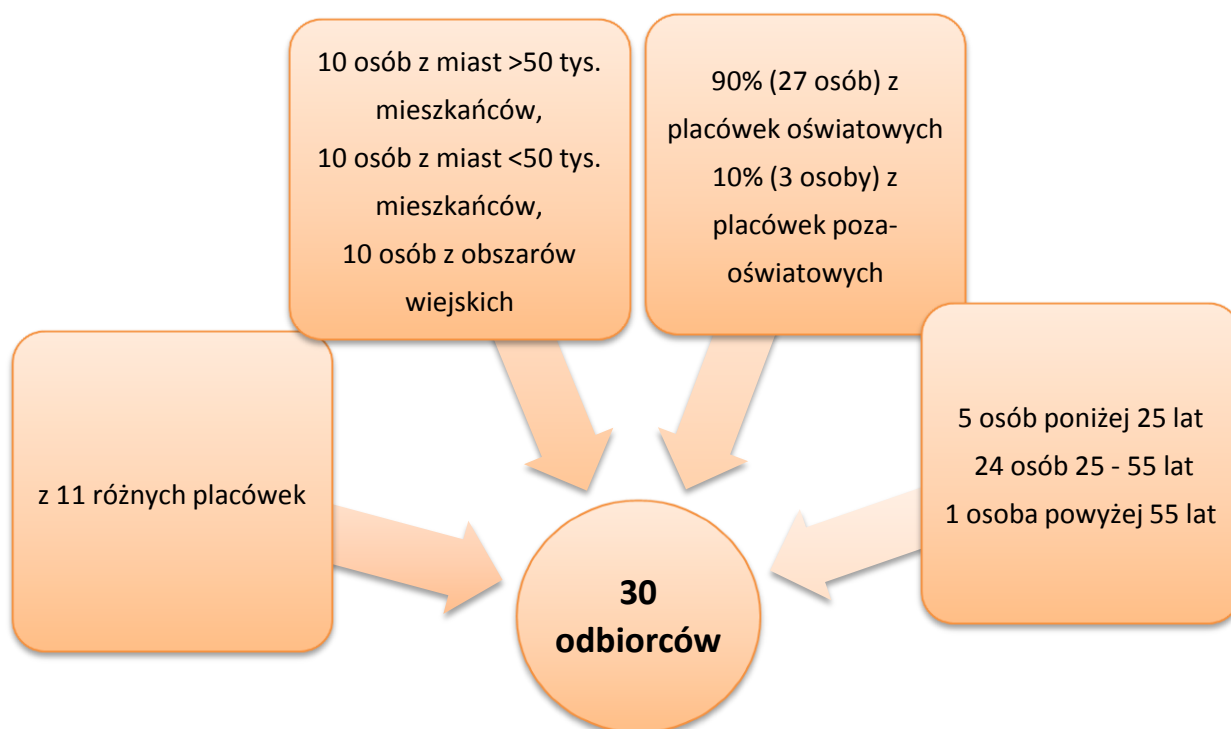 10 osób z miast >50 tys.
mieszkańców,
10 osób z miast <50 tys.
mieszkańców,
10 osób z obszarów
wiejskich
90% (27 osób) z
placówek oświatowych
10% (3 osoby) z
placówek poza-
oświatowych
z 11 różnych placówek
5 osób poniżej 25 lat
24 osób 25 - 55 lat
1 osoba powyżej 55 lat
30
odbiorców